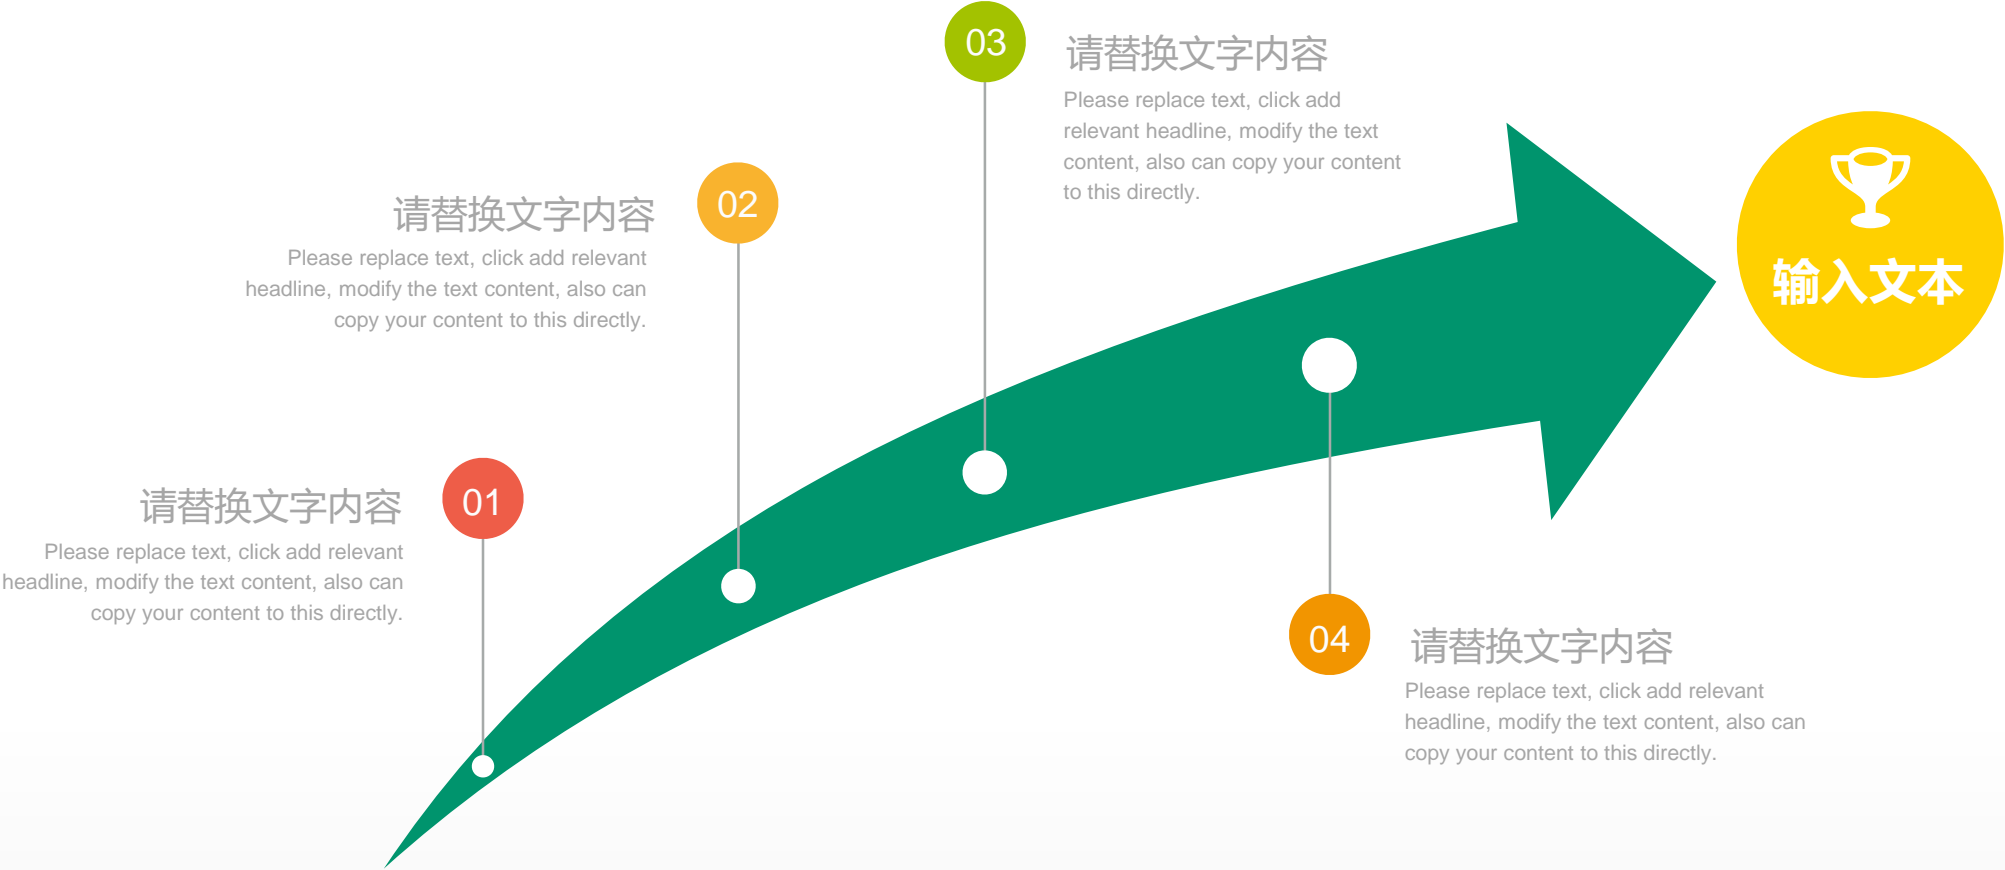 01
请替换文字内容
Please replace text, click add relevant
headline, modify the text content, also can
copy your content to this directly.
02
请替换文字内容
Please replace text, click add relevant
headline, modify the text content, also can
copy your content to this directly.
03
请替换文字内容
Please replace text, click add
relevant headline, modify the text
content, also can copy your content
to this directly.
04
请替换文字内容
Please replace text, click add relevant
headline, modify the text content, also can
copy your content to this directly.
输入文本